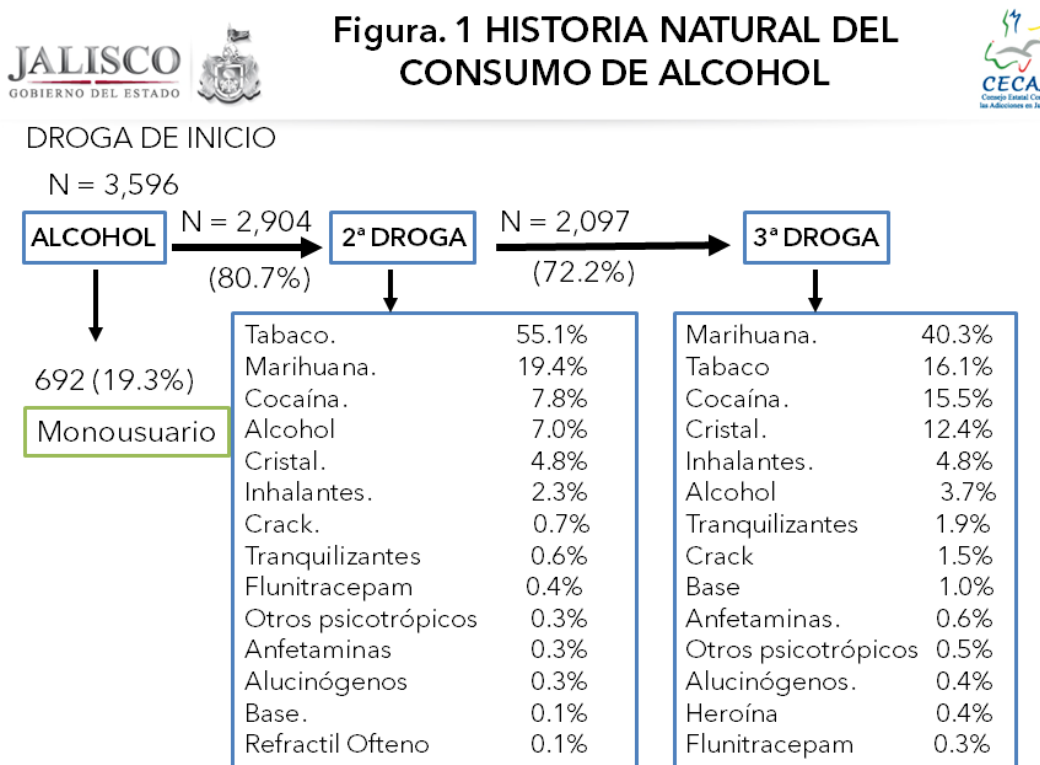 JALISCO
GOBIERNO DEL ESTADO
Figura. 1 HISTORIA NATURAL DEL
CONSUMO DE ALCOHOL
Consejo Estatal
las Adicciones en
DROGA DE INICIO
N = 3,596
ALCOHOL
N = 2,904
(80.7%)
2ª DROGA
N = 2,097
(72.2%)
3ª DROGA
692 (19.3%)
Monousuario
Tabaco. 55.1%
Marihuana. 19.4%
Cocaína. 7.8%
Alcohol 7.0%
Cristal. 4.8%
Inhalantes. 2.3%
Crack. 0.7%
Tranquilizantes 0.6%
Flunitracepam 0.4%
Otros psicotrópicos 0.3%
Anfetaminas 0.3%
Alucinógenos 0.3%
Base. 0.1%
Refractil Ofteno 0.1%
Marihuana. 40.3%
Tabaco 16.1%
Cocaína. 15.5%
Cristal. 12.4%
Inhalantes. 4.8%
Alcohol 3.7%
Tranquilizantes 1.9%
Crack 1.5%
Base 1.0%
Anfetaminas. 0.6%
Otros psicotrópicos 0.5%
Alucinógenos. 0.4%
Heroína 0.4%
Flunitracepam 0.3%